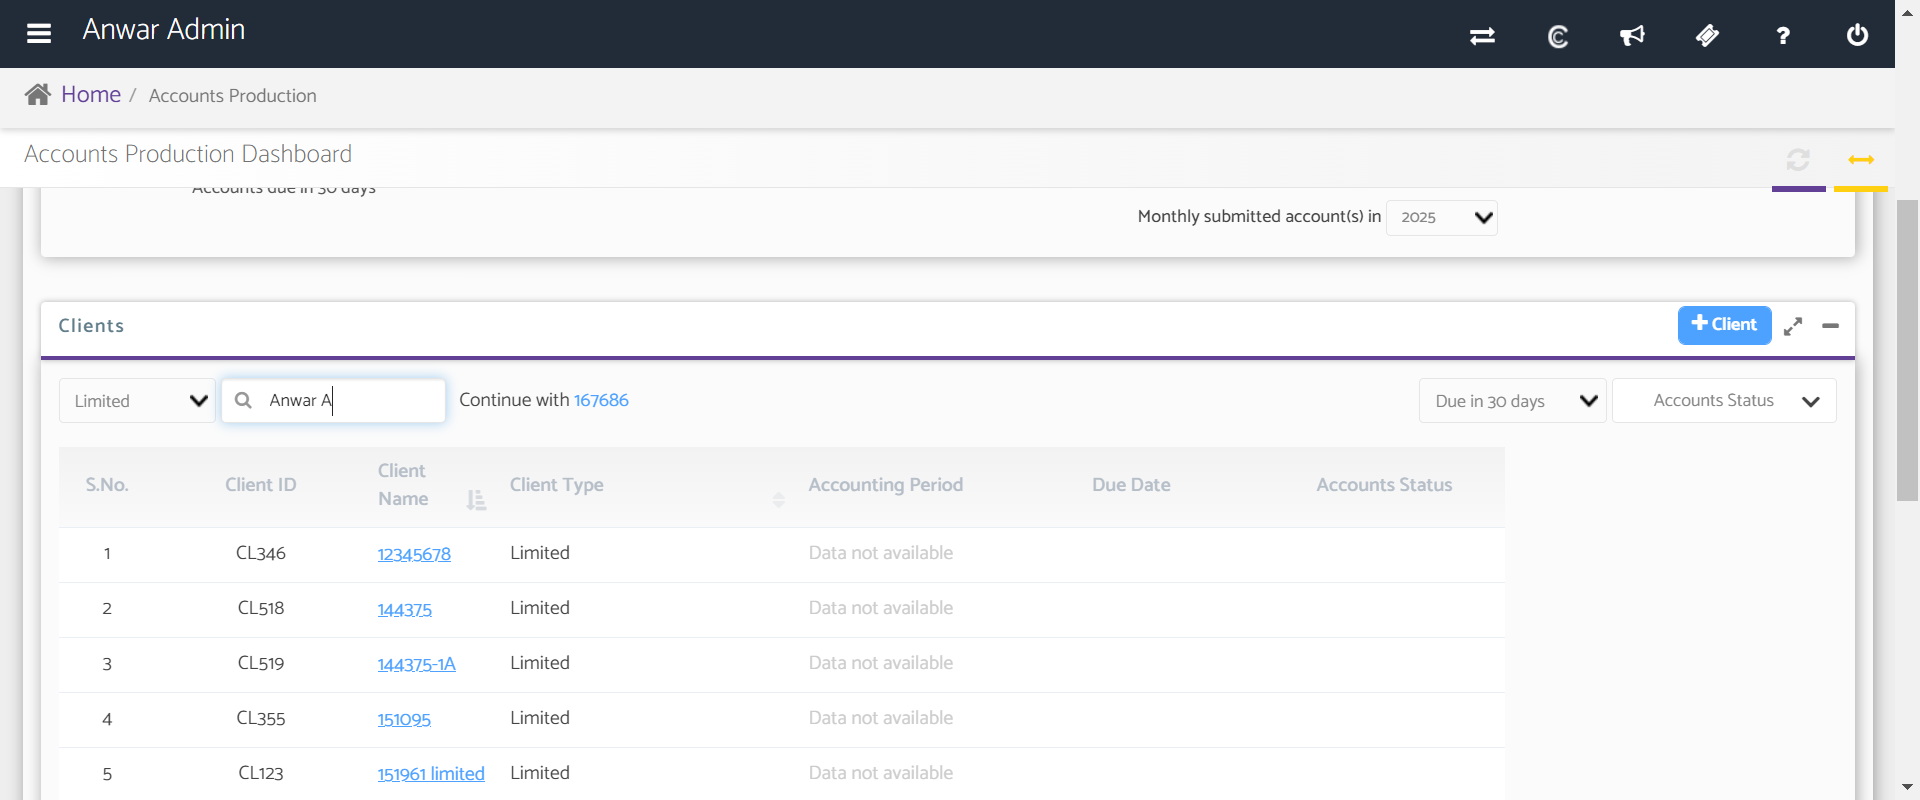 Anwar Admin
?
Home / Accounts Production
Accounts Production Dashboard
Accounts due in 30 days
Monthly submitted account(s) in 2025
Clients
+ Client
Limited
Anwar A
Continue with 167686
Due in 30 days
Accounts Status
S.No. Client ID Client Name Client Type Accounting Period Due Date Accounts Status
1 CL346 12345678 Limited Data not available
2 CL518 144375 Limited Data not available
3 CL519 144375-1A Limited Data not available
4 CL355 151095 Limited Data not available
5 CL123 151961 limited Limited Data not available